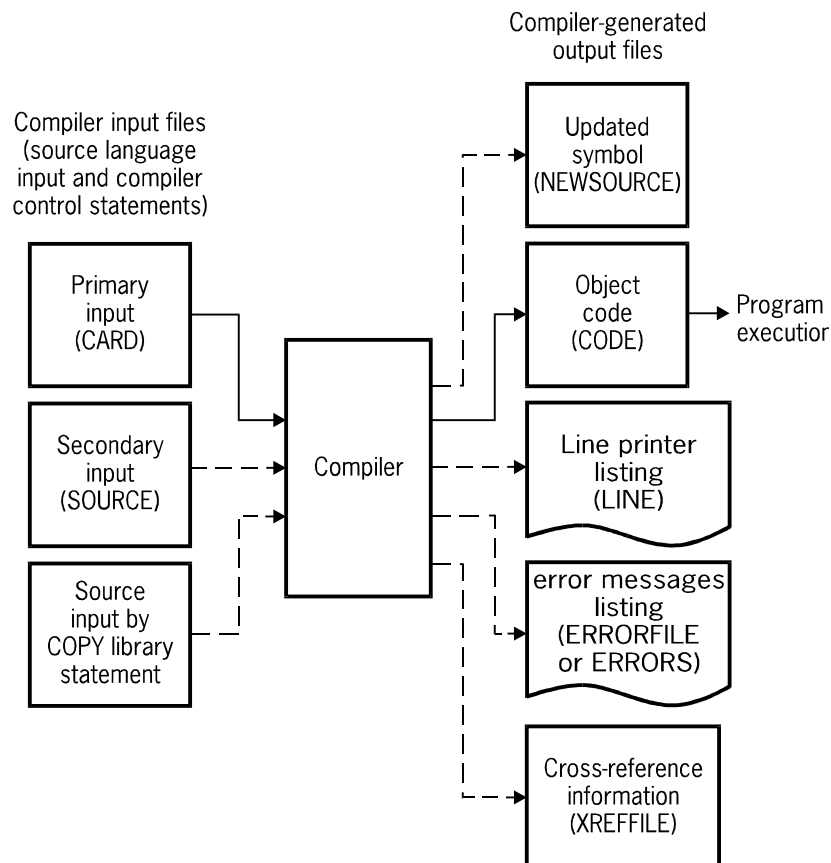 Compiler-generated
output files
Compiler input files
(source language
input and compiler
control statements)
Primary
input
(CARD)
Secondary
input
(SOURCE)
Source
input by
COPY library
statement
Compiler
Updated
symbol
(NEWSOURCE)
Object
code
(CODE)
Program
execution
Line printer
listing
(LINE)
error messages
listing
(ERRORFILE
or ERRORS)
Cross-reference
information
(XREFFILE)